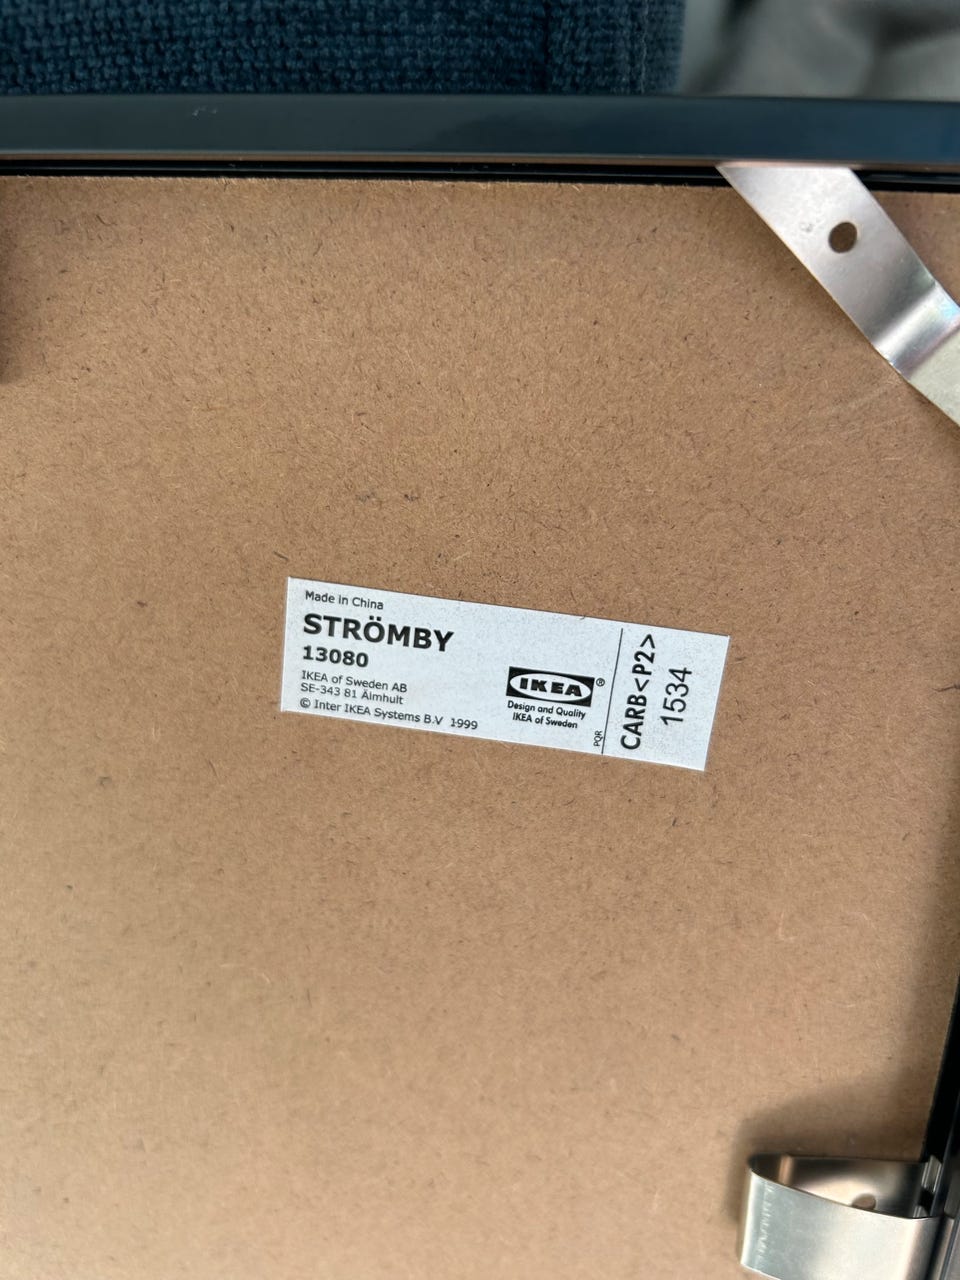 Made in China
STRÖMBY
13080
IKEA of Sweden AB
SE-343 81 Älmhult
© Inter IKEA Systems B.V 1999
IKEA®
Design and Quality
IKEA of Sweden
PQR
CARB<P2>
1534